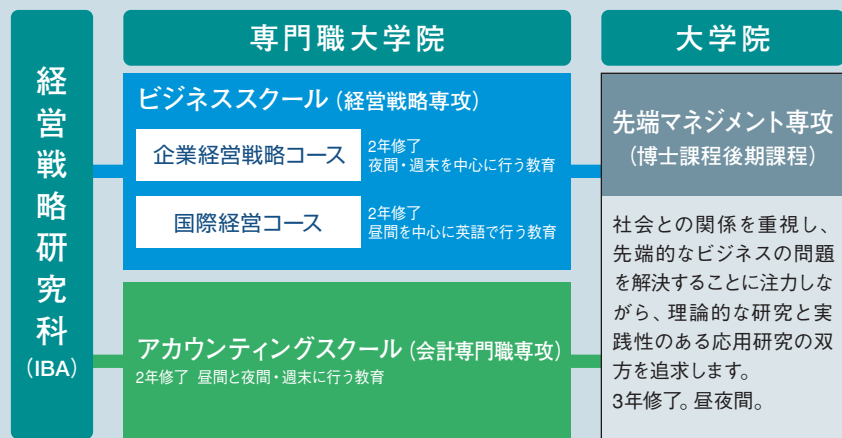 経営戦略研究科
(IBA)
専門職大学院
ビジネススクール(経営戦略専攻)
企業経営戦略コース
2年修了
夜間・週末を中心に行う教育
国際経営コース
2年修了
昼間を中心に英語で行う教育
アカウンティングスクール(会計専門職専攻)
2年修了 昼間と夜間・週末に行う教育
大学院
先端マネジメント専攻
(博士課程後期課程)
社会との関係を重視し、
先端的なビジネスの問題
を解決することに注力しな
がら、理論的な研究と実
践性のある応用研究の双
方を追求します。
3年修了。昼夜間。